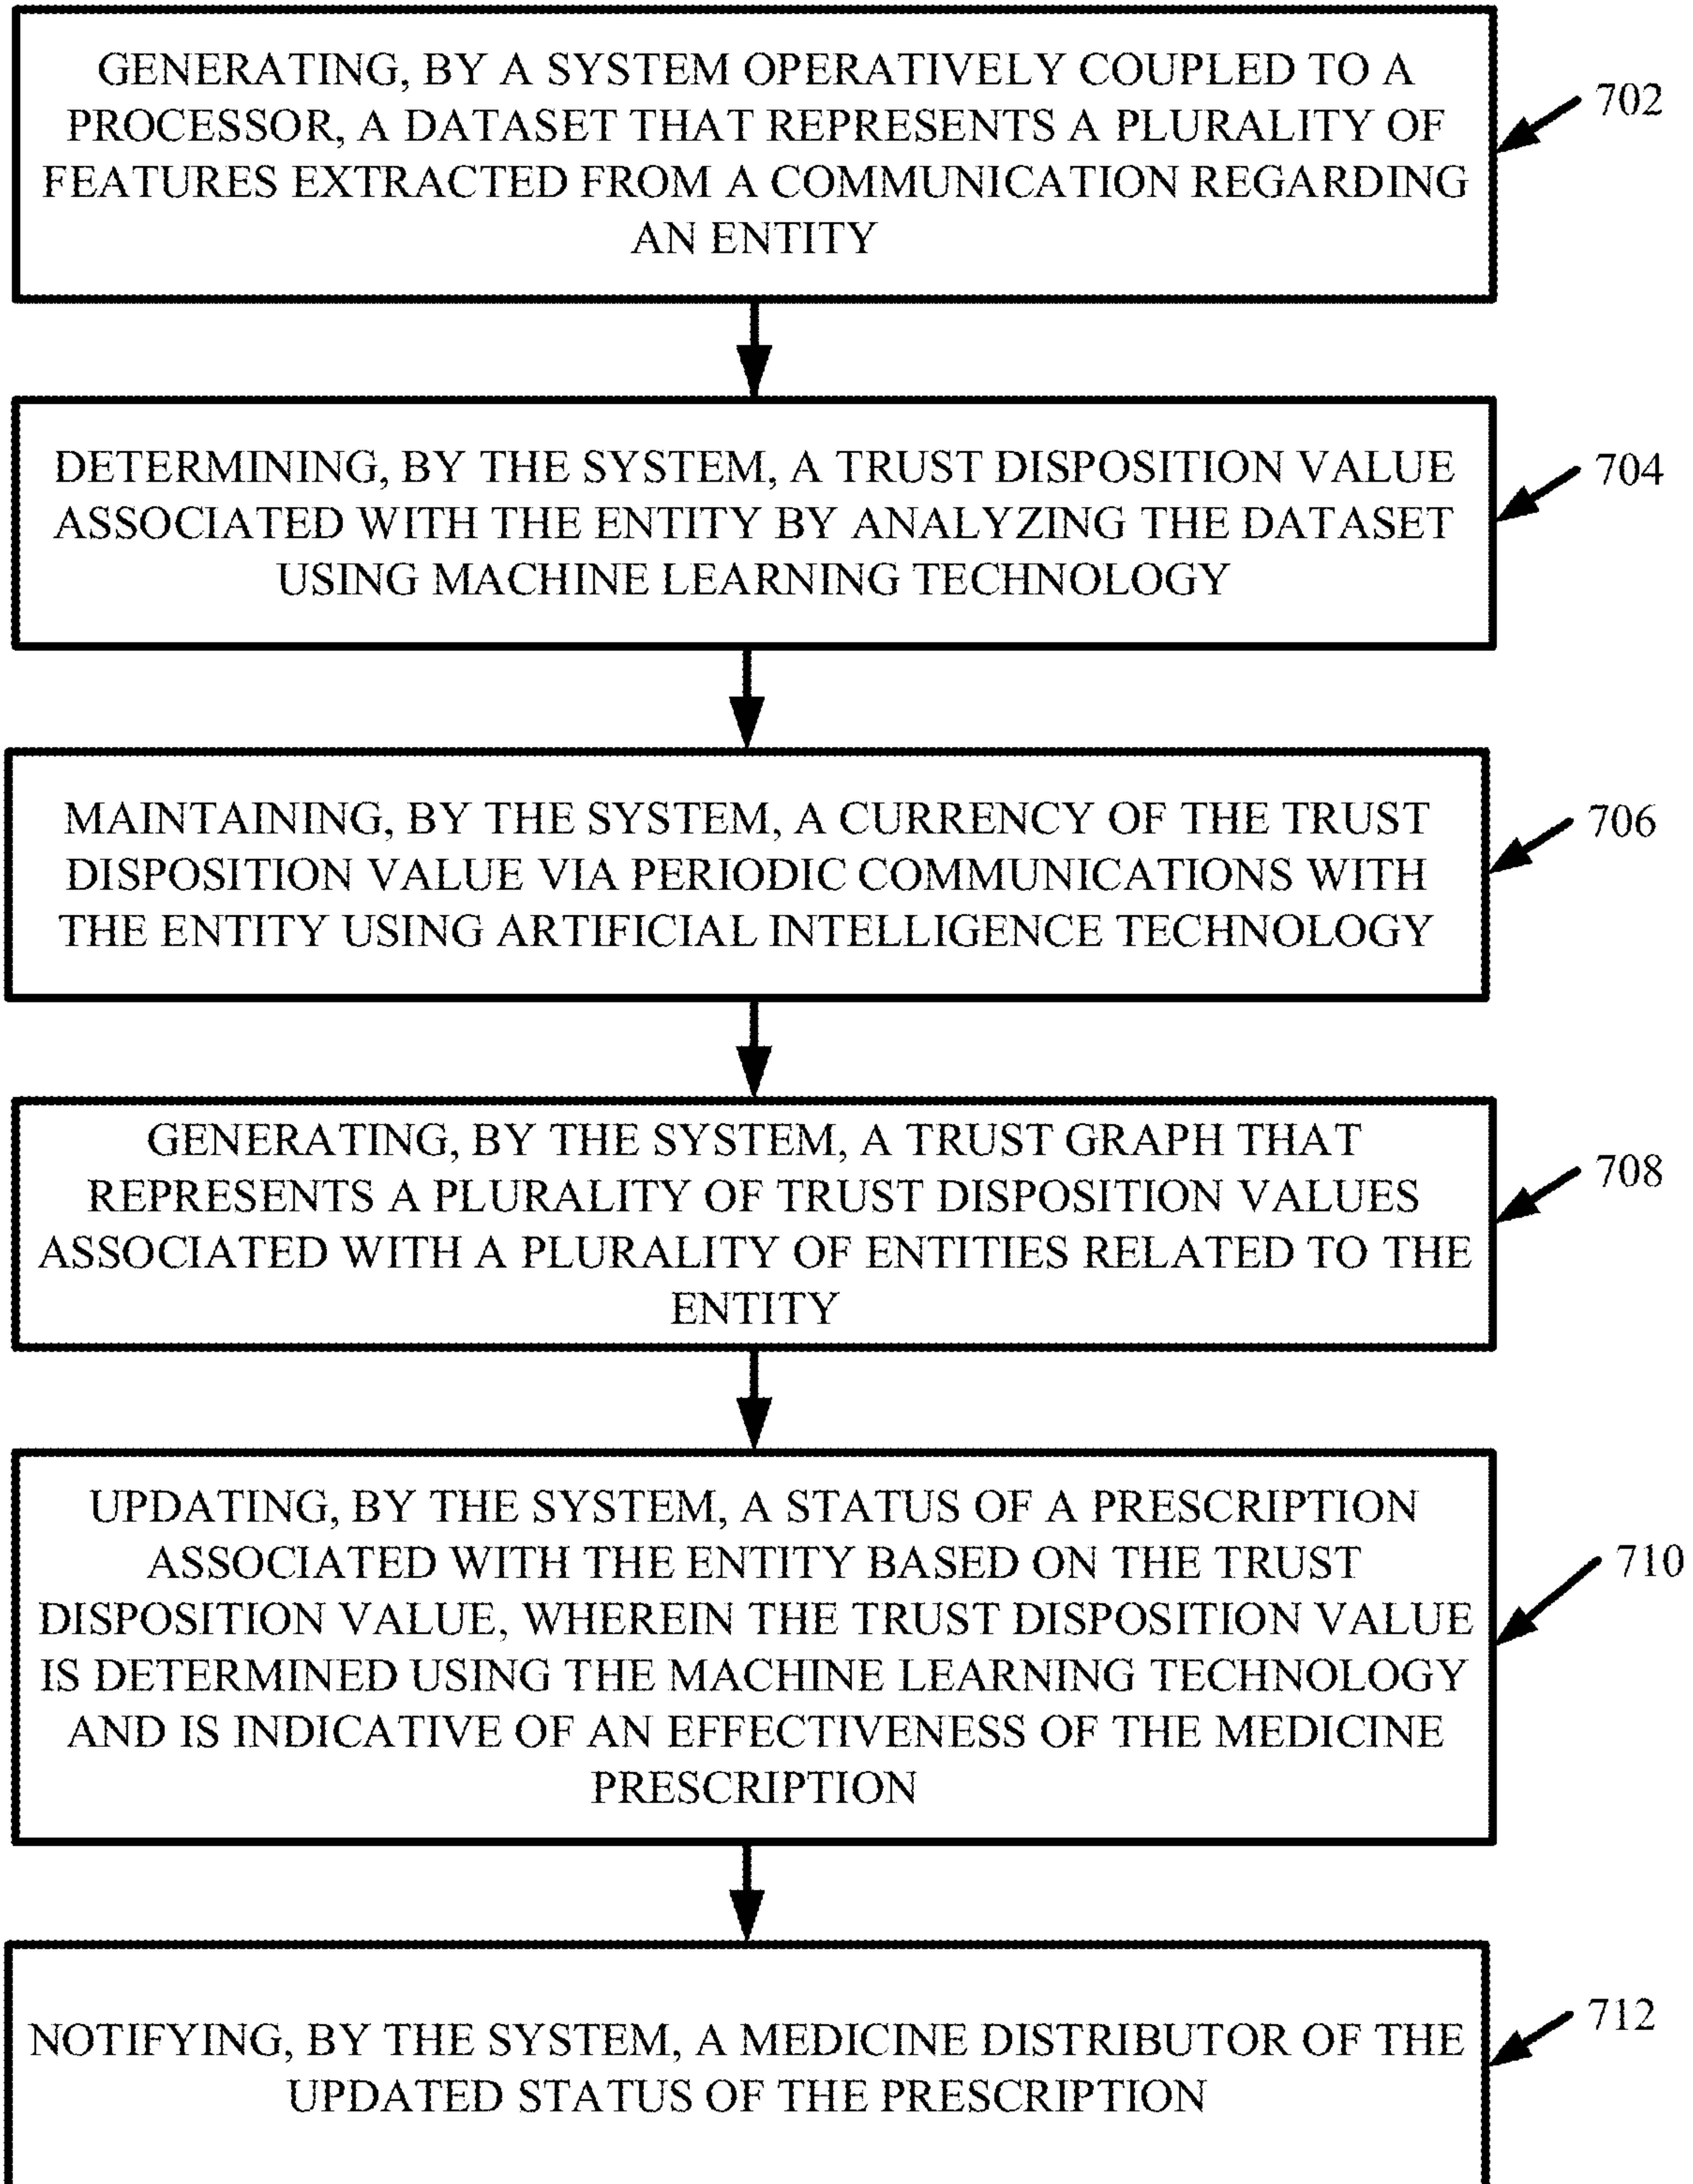 GENERATING, BY A SYSTEM OPERATIVELY COUPLED TO A
PROCESSOR, A DATASET THAT REPRESENTS A PLURALITY OF
FEATURES EXTRACTED FROM A COMMUNICATION REGARDING
AN ENTITY
702
DETERMINING, BY THE SYSTEM, A TRUST DISPOSITION VALUE
ASSOCIATED WITH THE ENTITY BY ANALYZING THE DATASET
USING MACHINE LEARNING TECHNOLOGY
704
MAINTAINING, BY THE SYSTEM, A CURRENCY OF THE TRUST
DISPOSITION VALUE VIA PERIODIC COMMUNICATIONS WITH
THE ENTITY USING ARTIFICIAL INTELLIGENCE TECHNOLOGY
706
GENERATING, BY THE SYSTEM, A TRUST GRAPH THAT
REPRESENTS A PLURALITY OF TRUST DISPOSITION VALUES
ASSOCIATED WITH A PLURALITY OF ENTITIES RELATED TO THE
ENTITY
708
UPDATING, BY THE SYSTEM, A STATUS OF A PRESCRIPTION
ASSOCIATED WITH THE ENTITY BASED ON THE TRUST
DISPOSITION VALUE, WHEREIN THE TRUST DISPOSITION VALUE
IS DETERMINED USING THE MACHINE LEARNING TECHNOLOGY
AND IS INDICATIVE OF AN EFFECTIVENESS OF THE MEDICINE
PRESCRIPTION
710
NOTIFYING, BY THE SYSTEM, A MEDICINE DISTRIBUTOR OF THE
UPDATED STATUS OF THE PRESCRIPTION
712